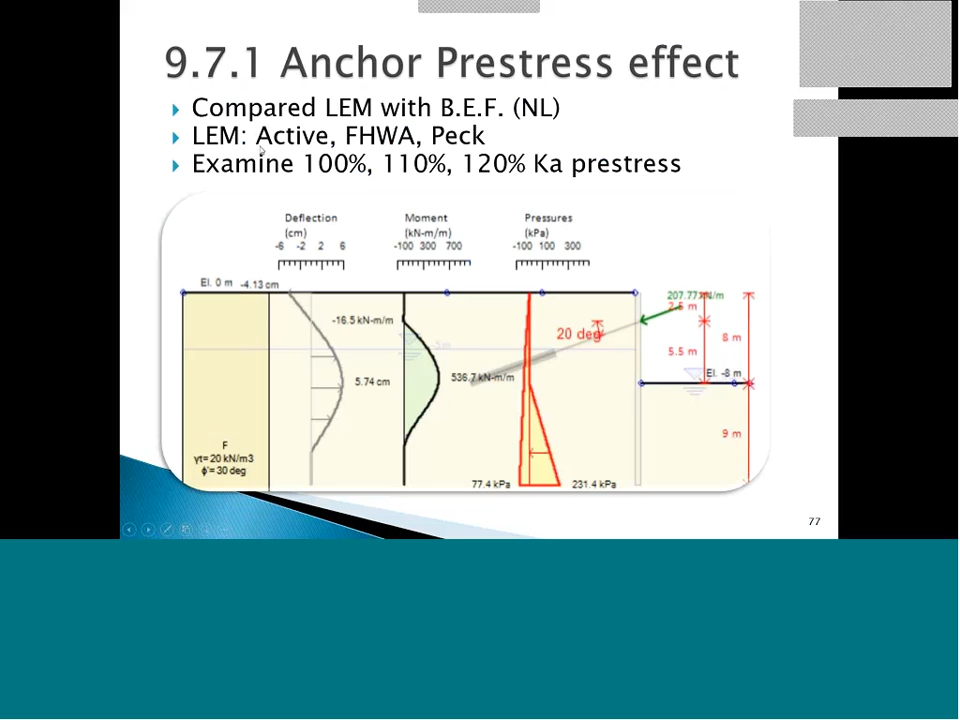 9.7.1 Anchor Prestress effect
Compared LEM with B.E.F. (NL)
LEM: Active, FHWA, Peck
Examine 100%, 110%, 120% Ka prestress
Deflection Moment Pressures
(cm) (kN-m/m) (kPa)
-6 -2 2 6 -100 300 700 -100 100 300
El. 0 m -4.13 cm
207.77 kN/m
2.5 m
-16.5 kN-m/m
20 deg
8 m
5.5 m
El. -8 m
5.74 cm
536.7 kN-m/m
9 m
F
γt= 20 kN/m3
ϕ'= 30 deg
77.4 kPa 231.4 kPa
77